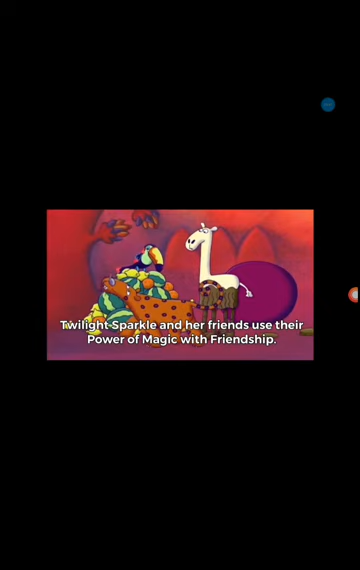 Twilight Sparkle and her friends use their
Power of Magic with Friendship.